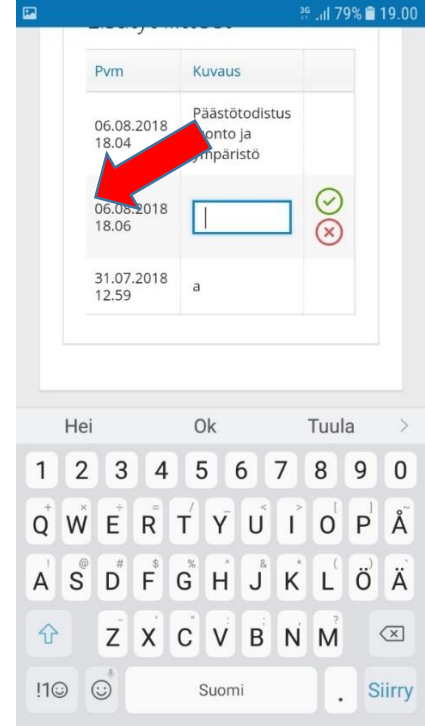 3G 79% 19.00
Pvm Kuvaus
Päästötodistus
06.08.2018
18.04
ja
ympäristö
06.08.2018
18.06
31.07.2018
12.59
a
Hei Ok Tuula >
1 2 3 4 5 6 7 8 9 0
+ × ÷ = / _ < > [ ] ~
Q W E R T Y U I O P Å
! @ # $ % ^ & * ( ) `
A S D F G H J K L Ö Ä
- ' " : ; , ?
Z X C V B N M
!1☺ Suomi . Siirry